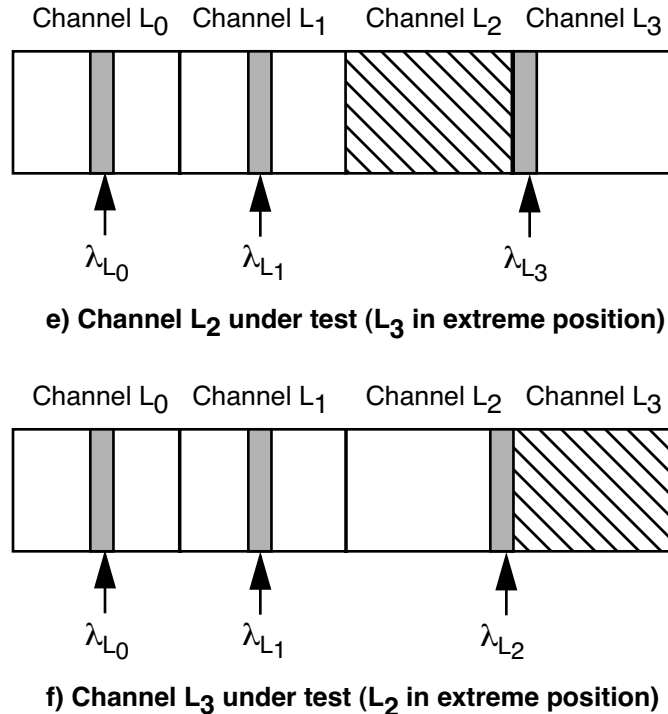 Channel L0 Channel L1 Channel L2 Channel L3
λL0 λL1 λL3
e) Channel L2 under test (L3 in extreme position)
Channel L0 Channel L1 Channel L2 Channel L3
λL0 λL1 λL2
f) Channel L3 under test (L2 in extreme position)